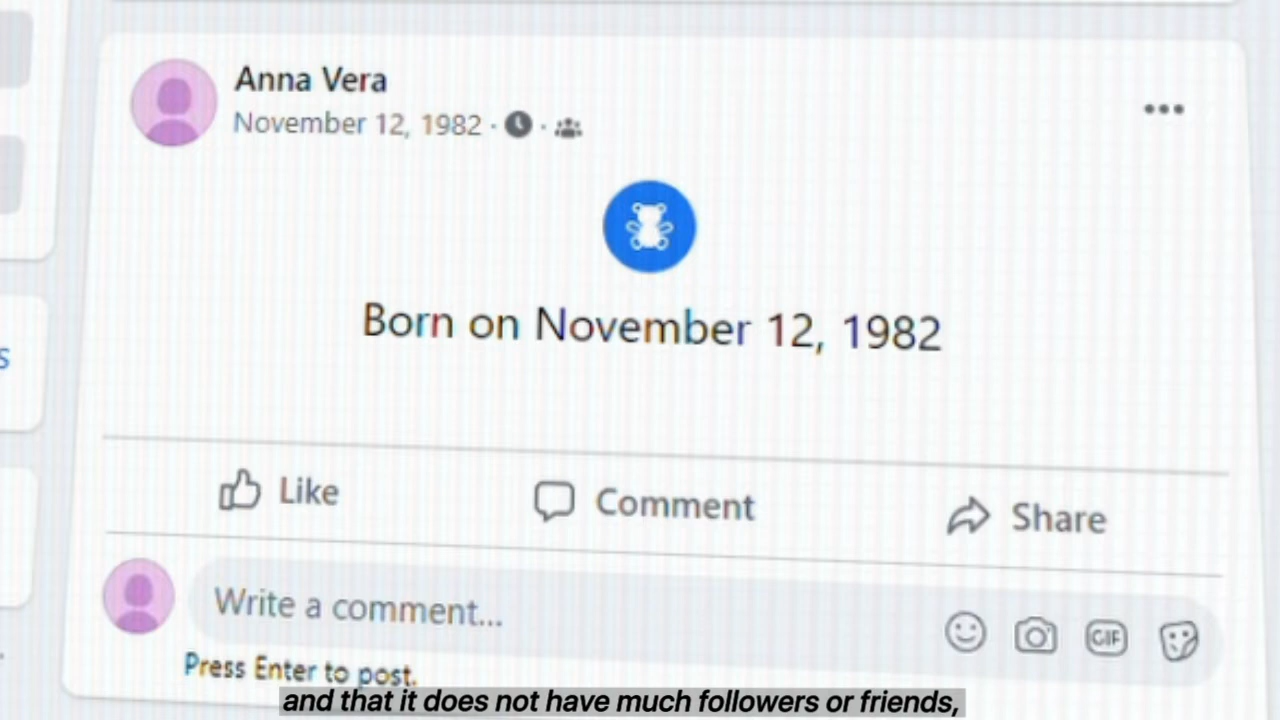 Anna Vera
November 12, 1982 · ·
Born on November 12, 1982
Like
Comment
Share
Write a comment...
GIF
Press Enter to post.
and that it does not have much followers or friends,